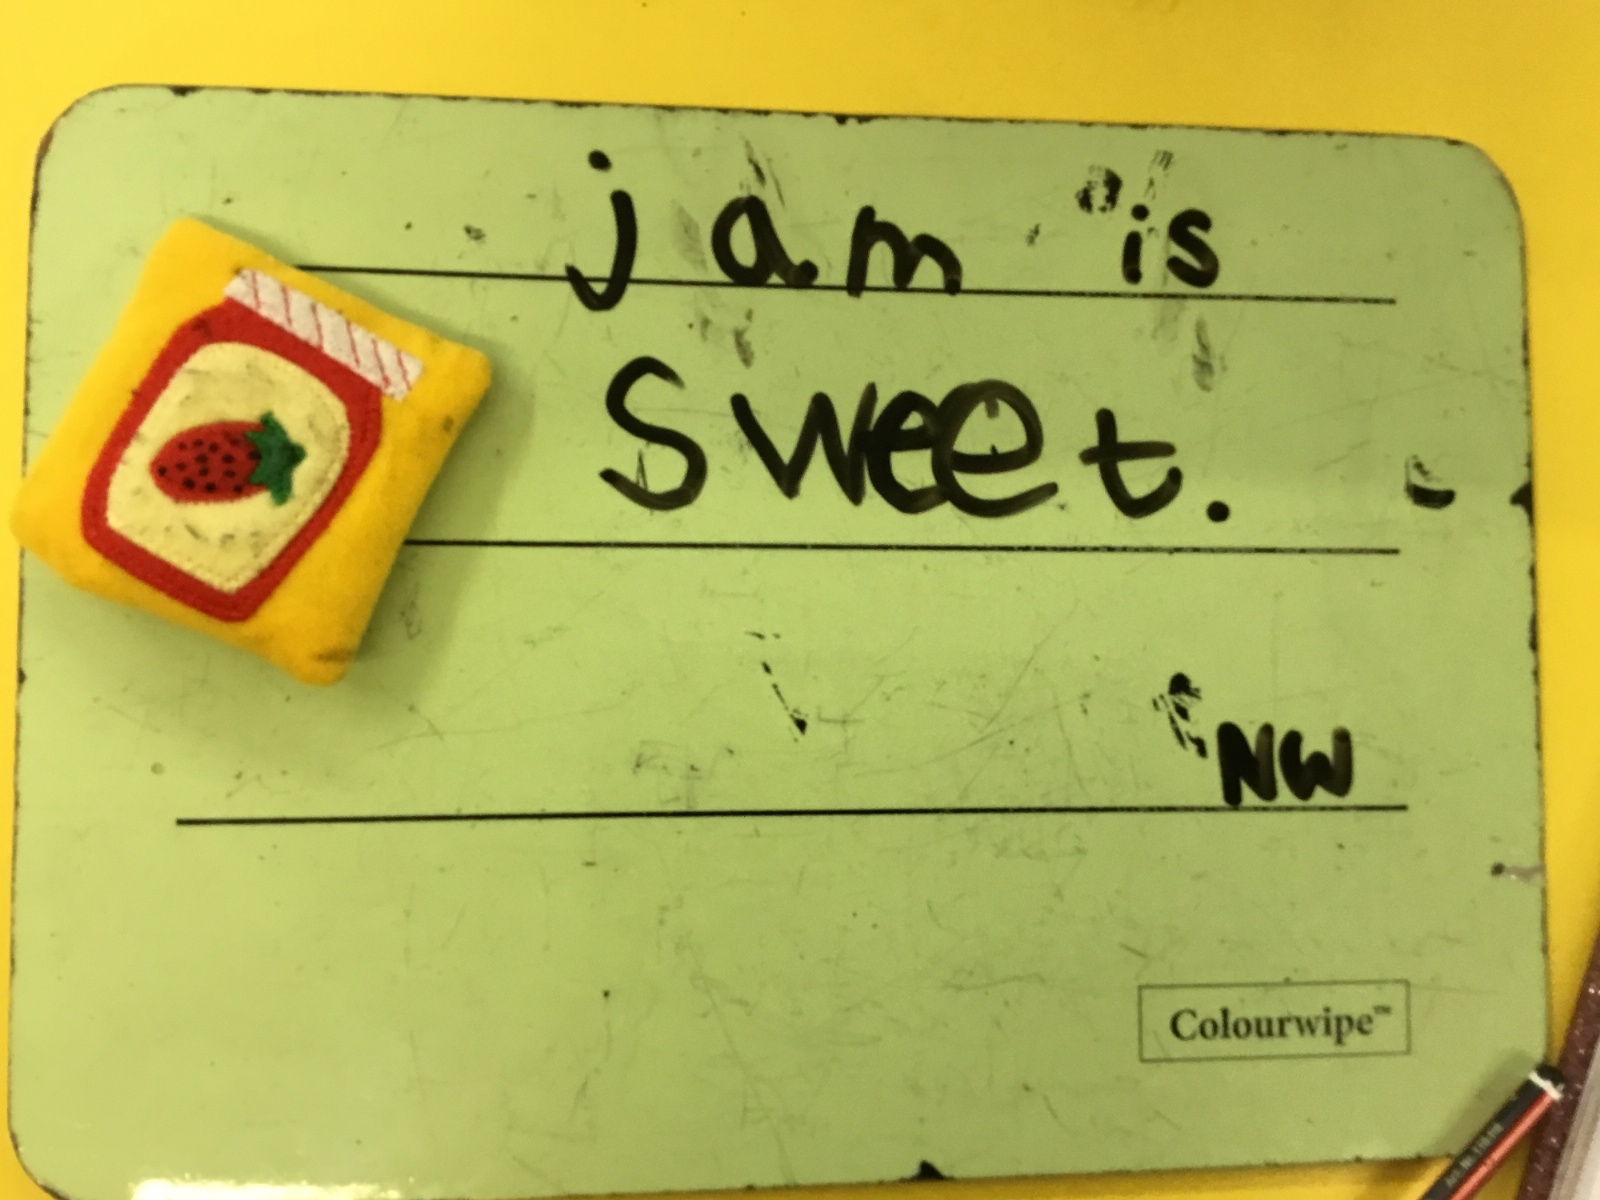 jam is
sweet.
NW
Colourwipe™